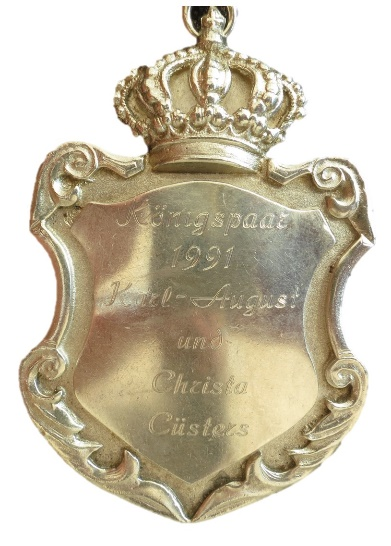 Königspaar
1991
Karl-August
und
Christa
Cüsters